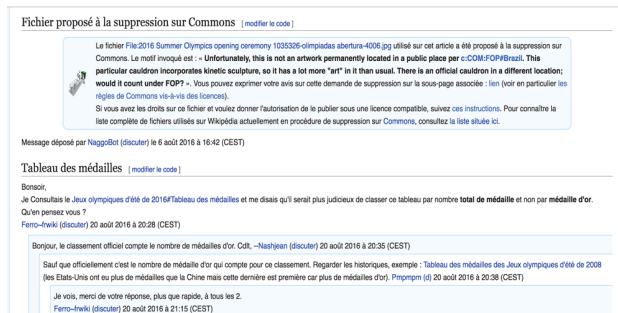 Fichier proposé à la suppression sur Commons [modifier le code]
Le fichier File:2016 Summer Olympics opening ceremony 1035326-olimpiadas abertura-4006.jpg utilisé sur cet article a été proposé à la suppression sur
Commons. Le motif invoqué est : « Unfortunately, this is not an artwork permanently located in a public place per c:COM:FOP#Brazil. This
particular cauldron incorporates kinetic sculpture, so it has a lot more "art" in it than usual. There is an official cauldron in a different location;
would it count under FOP? ». Vous pouvez exprimer votre avis sur cette demande de suppression sur la sous-page associée : lien (voir en particulier les
règles de Commons vis-à-vis des licences).
Si vous avez les droits sur ce fichier et voulez donner l'autorisation de le publier sous une licence compatible, suivez ces instructions. Pour connaître la
liste complète de fichiers utilisés sur Wikipédia actuellement en procédure de suppression sur Commons, consultez la liste située ici.
Message déposé par NaggoBot (discuter) le 6 août 2016 à 16:42 (CEST)
Tableau des médailles [modifier le code]
Bonsoir,
Je Consultais le Jeux olympiques d'été de 2016#Tableau des médailles et me disais qu'il serait plus judicieux de classer ce tableau par nombre total de médaille et non par médaille d'or.
Qu'en pensez vous ?
Ferro–frwiki (discuter) 20 août 2016 à 20:28 (CEST)
Bonjour, le classement officiel compte le nombre de médailles d'or. Cdlt, --Nashjean (discuter) 20 août 2016 à 20:35 (CEST)
Sauf que officiellement c'est le nombre de médaille d'or qui compte pour ce classement. Regarder les historiques, exemple : Tableau des médailles des Jeux olympiques d'été de 2008
(les Etats-Unis ont eu plus de médailles que la Chine mais cette dernière est première car plus de médailles d'or). Pmpmpm (d) 20 août 2016 à 20:38 (CEST)
Je vois, merci de votre réponse, plus que rapide, à tous les 2.
Ferro–frwiki (discuter) 20 août 2016 à 21:15 (CEST)